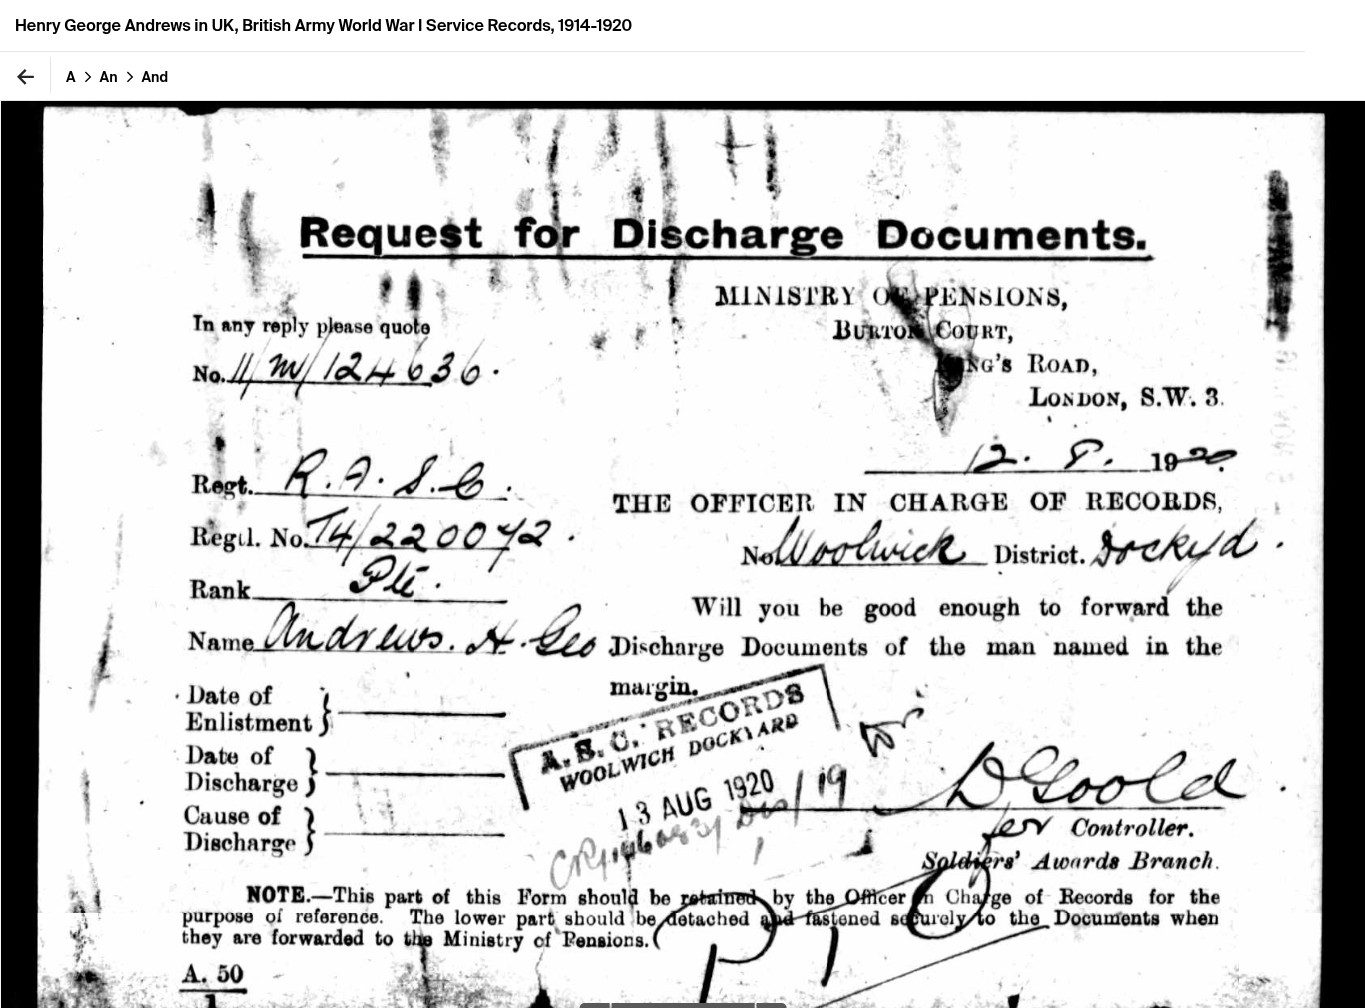 Henry George Andrews in UK, British Army World War I Service Records, 1914-1920
A > An > And
Request for Discharge Documents.
MINISTRY OF PENSIONS,
BURTON COURT,
KING'S ROAD,
LONDON, S.W. 3.
In any reply please quote
No. 11/M/124636.
12. 8. 1920
Regt. R.A.S.C.
THE OFFICER IN CHARGE OF RECORDS,
Regtl. No. T4/220042.
No. Woolwich District. Dockyd.
Rank Pte.
Will you be good enough to forward the
Name Andrews. H. Geo
Discharge Documents of the man named in the
margin.
Date of
Enlistment
Date of
Discharge
Cause of
Discharge
A.S.C. RECORDS
WOOLWICH DOCKYARD
13 AUG 1920
/19
D Goold.
for Controller.
Soldiers' Awards Branch.
NOTE.—This part of this Form should be retained by the Officer in Charge of Records for the
purpose of reference. The lower part should be detached and fastened securely to the Documents when
they are forwarded to the Ministry of Pensions.
A. 50